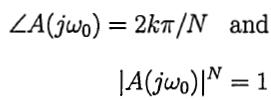 ∠A(jω₀) = 2kπ/N and
|A(jω₀)|ᴺ = 1